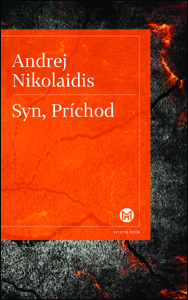 Andrej
Nikolaidis
Syn, Príchod